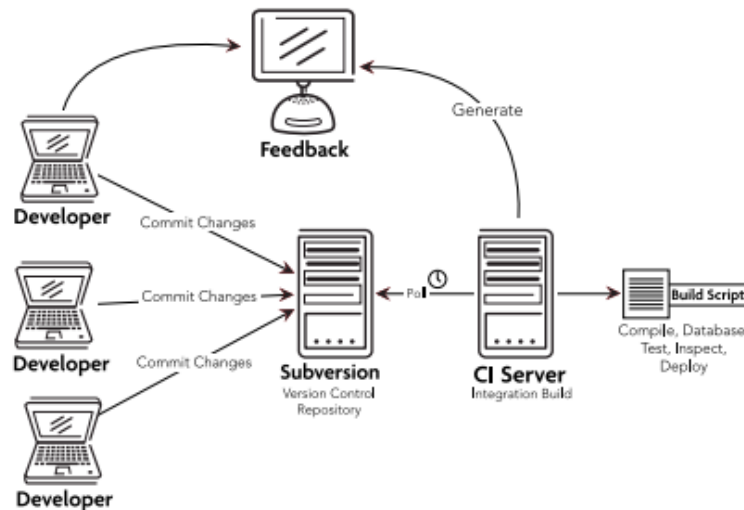 Generate
Feedback
Developer
Commit Changes
Poll
Build Script
Commit Changes
Developer
Commit Changes
Subversion
Version Control
Repository
CI Server
Integration Build
Compile, Database
Test, Inspect,
Deploy
Developer